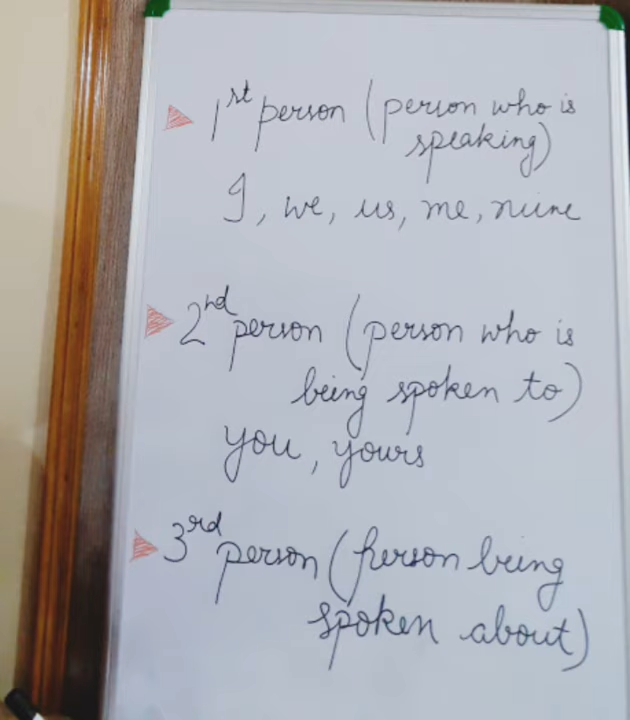 1st person (person who is
speaking)
I, we, us, me, mine
2nd person (person who is
being spoken to)
you, yours
3rd person (person being
spoken about)